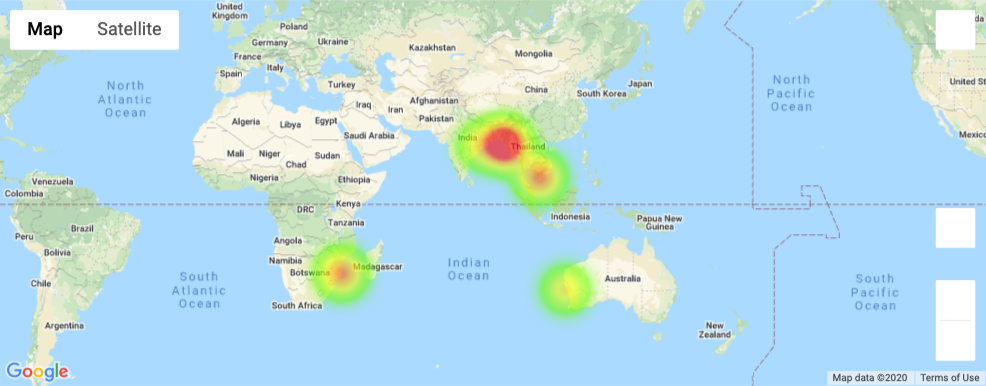 Map
Satellite
United
Kingdom
Poland
Germany
Ukraine
France
Italy
Spain
Turkey
Kazakhstan
Mongolia
China
Japan
South Korea
Afghanistan
Iraq
Iran
Pakistan
Algeria
Libya
Egypt
Saudi Arabia
India
Thailand
Mali
Niger
Sudan
Chad
Nigeria
Ethiopia
North
Atlantic
Ocean
North
Pacific
Ocean
United St
Mexico
Venezuela
Colombia
DRC
Kenya
Indonesia
Papua New
Guinea
Tanzania
Peru
Brazil
Bolivia
Angola
Namibia
Botswana
Madagascar
Indian
Ocean
Australia
South
Atlantic
Ocean
South
Pacific
Ocean
Chile
South Africa
Argentina
New
Zealand
Google
Map data ©2020
Terms of Use